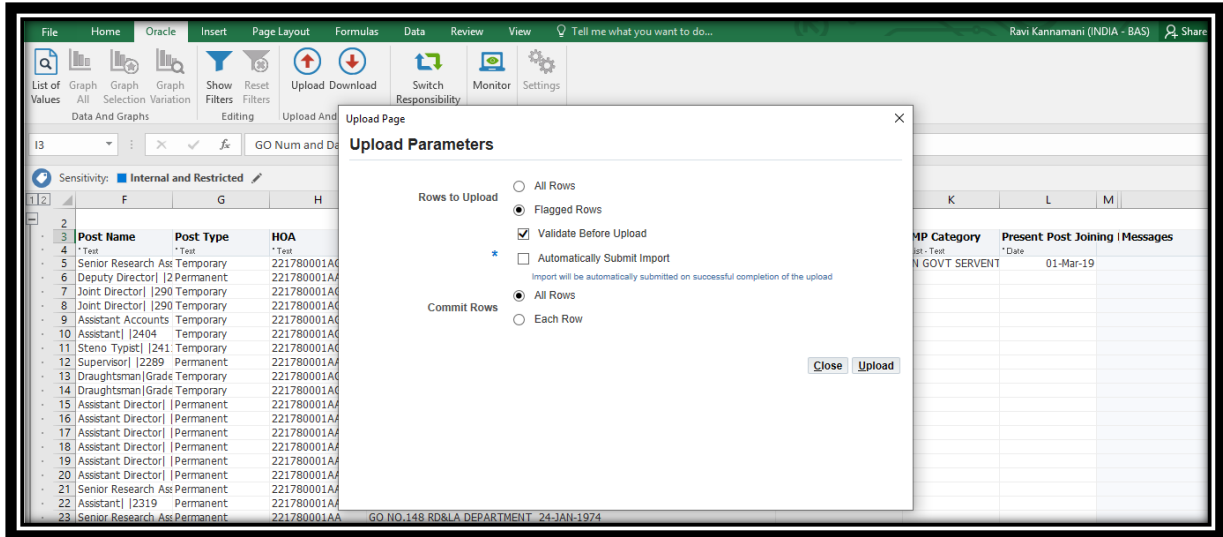 File Home Oracle Insert Page Layout Formulas Data Review View Tell me what you want to do... Ravi Kannamani (INDIA - BAS) Share
List of Values Graph All Graph Selection Graph Variation Show Filters Reset Filters Upload Download Switch Responsibility Monitor Settings
Data And Graphs Editing Upload And
Upload Page
I3 fx GO Num and Da
Upload Parameters
Sensitivity: Internal and Restricted
Rows to Upload
All Rows
Flagged Rows
Validate Before Upload
* Automatically Submit Import
Import will be automatically submitted on successful completion of the upload
Commit Rows
All Rows
Each Row
Close Upload
1 2 F G H K L M
2
3 Post Name Post Type HOA MP Category Present Post Joining Messages
4 * Text * Text * Text ist - Text * Date
5 Senior Research Ass Temporary 221780001AC N GOVT SERVENT 01-Mar-19
6 Deputy Director| |2 Permanent 221780001AA
7 Joint Director| |290 Temporary 221780001AC
8 Joint Director| |290 Temporary 221780001AC
9 Assistant Accounts Temporary 221780001AC
10 Assistant| |2404 Temporary 221780001AC
11 Steno Typist| |241 Temporary 221780001AC
12 Supervisor| |2289 Permanent 221780001AA
13 Draughtsman|Grade Temporary 221780001AC
14 Draughtsman|Grade Temporary 221780001AC
15 Assistant Director| | Permanent 221780001AA
16 Assistant Director| | Permanent 221780001AA
17 Assistant Director| | Permanent 221780001AA
18 Assistant Director| | Permanent 221780001AA
19 Assistant Director| | Permanent 221780001AA
20 Assistant Director| | Permanent 221780001AA
21 Senior Research Ass Permanent 221780001AA
22 Assistant| |2319 Permanent 221780001AA
23 Senior Research Ass Permanent 221780001AA GO NO.148 RD&LA DEPARTMENT 24-JAN-1974